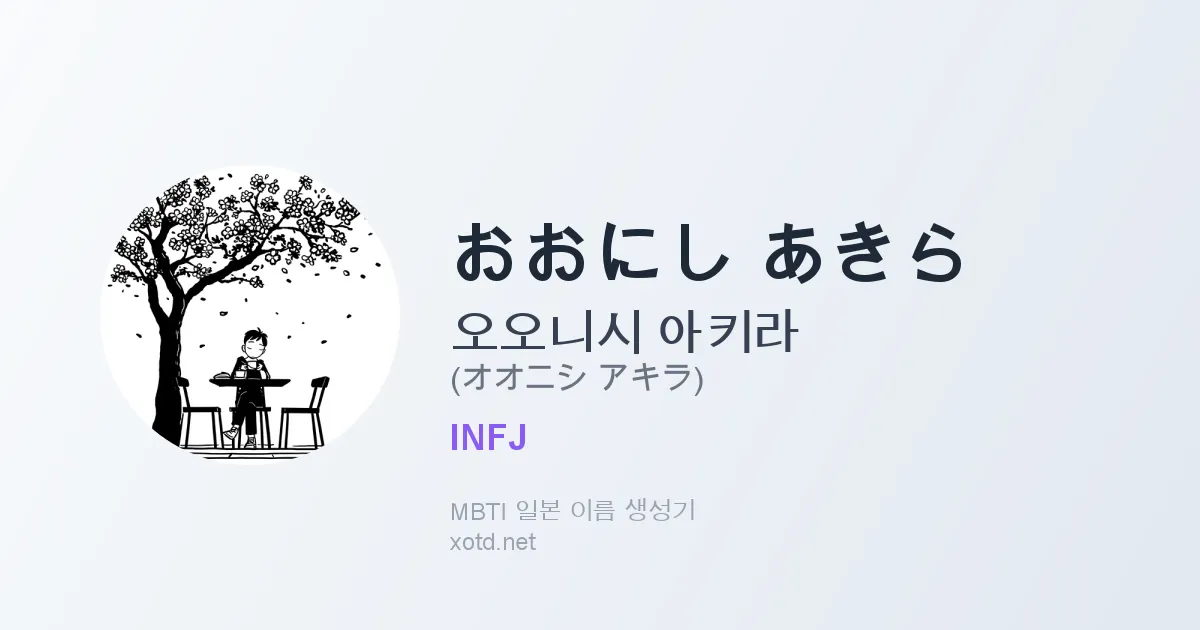 おおにし あきら
오오니시 아키라
(オオニシ アキラ)
INFJ
MBTI 일본 이름 생성기
xotd.net